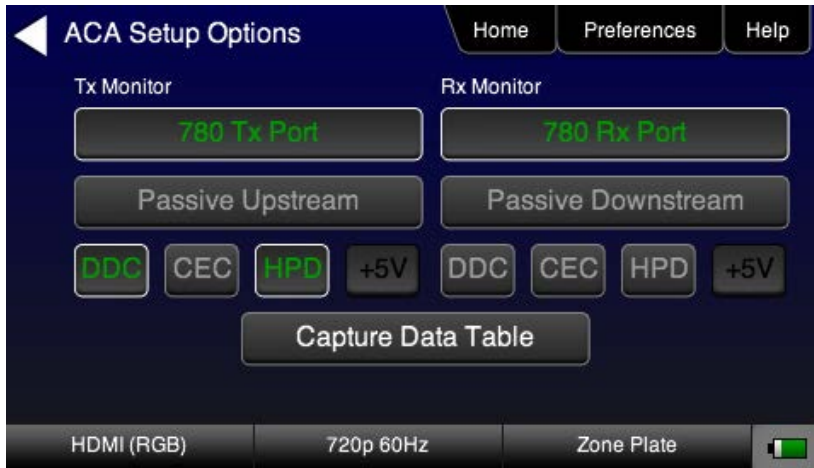 ACA Setup Options
Home
Preferences
Help
Tx Monitor
Rx Monitor
780 Tx Port
780 Rx Port
Passive Upstream
Passive Downstream
DDC CEC HPD +5V
DDC CEC HPD +5V
Capture Data Table
HDMI (RGB)
720p 60Hz
Zone Plate